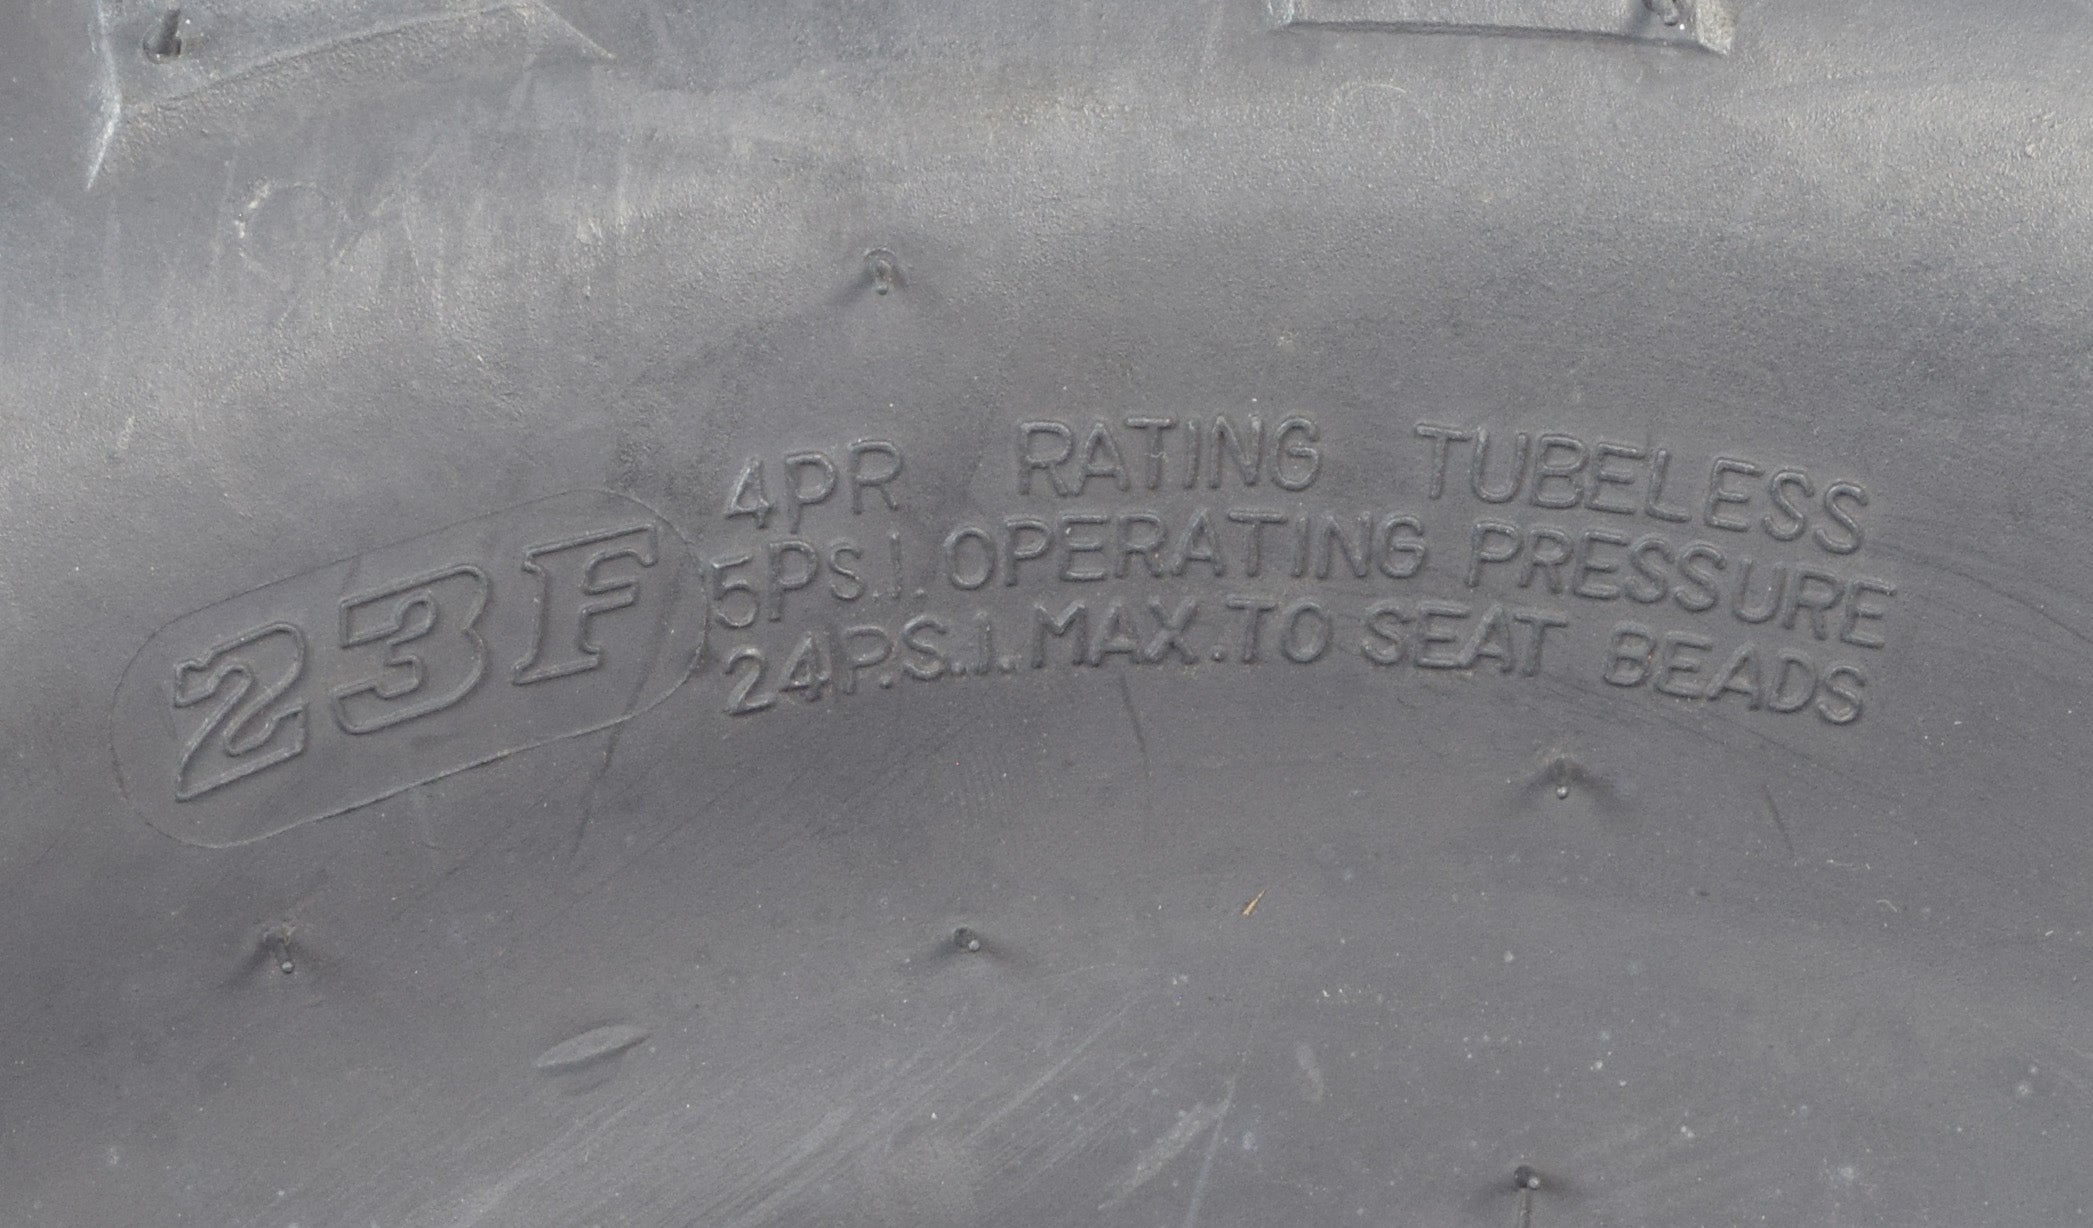 23F
4PR RATING TUBELESS
5PS.I. OPERATING PRESSURE
24P.S.I. MAX. TO SEAT BEADS